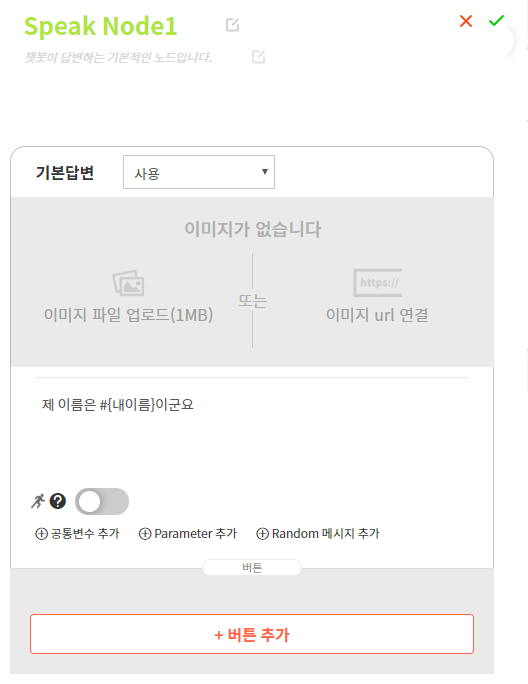 Speak Node1
챗봇이 답변하는 기본적인 노드입니다.
기본답변 사용
이미지가 없습니다
이미지 파일 업로드(1MB)
또는
https://
이미지 url 연결
제 이름은 #{내이름}이군요
공통변수 추가 Parameter 추가 Random 메시지 추가
버튼
+ 버튼 추가